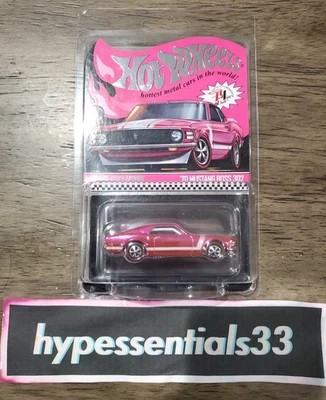 HOT WHEELS
hottest metal cars in the world!
'70 MUSTANG BOSS 302
hypessentials33